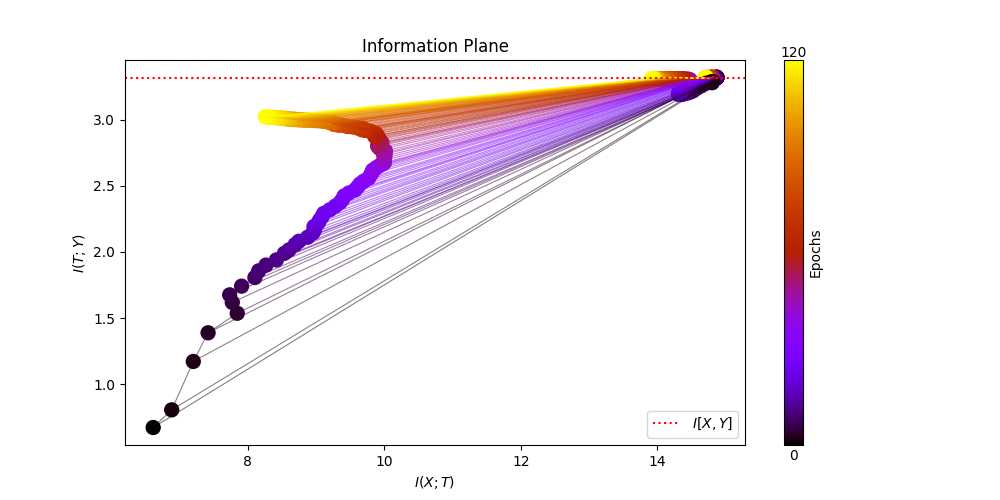 Information Plane
120
3.0
2.5
2.0
1.5
1.0
I(T; Y)
Epochs
I[X, Y]
0
8
10
12
14
I(X; T)